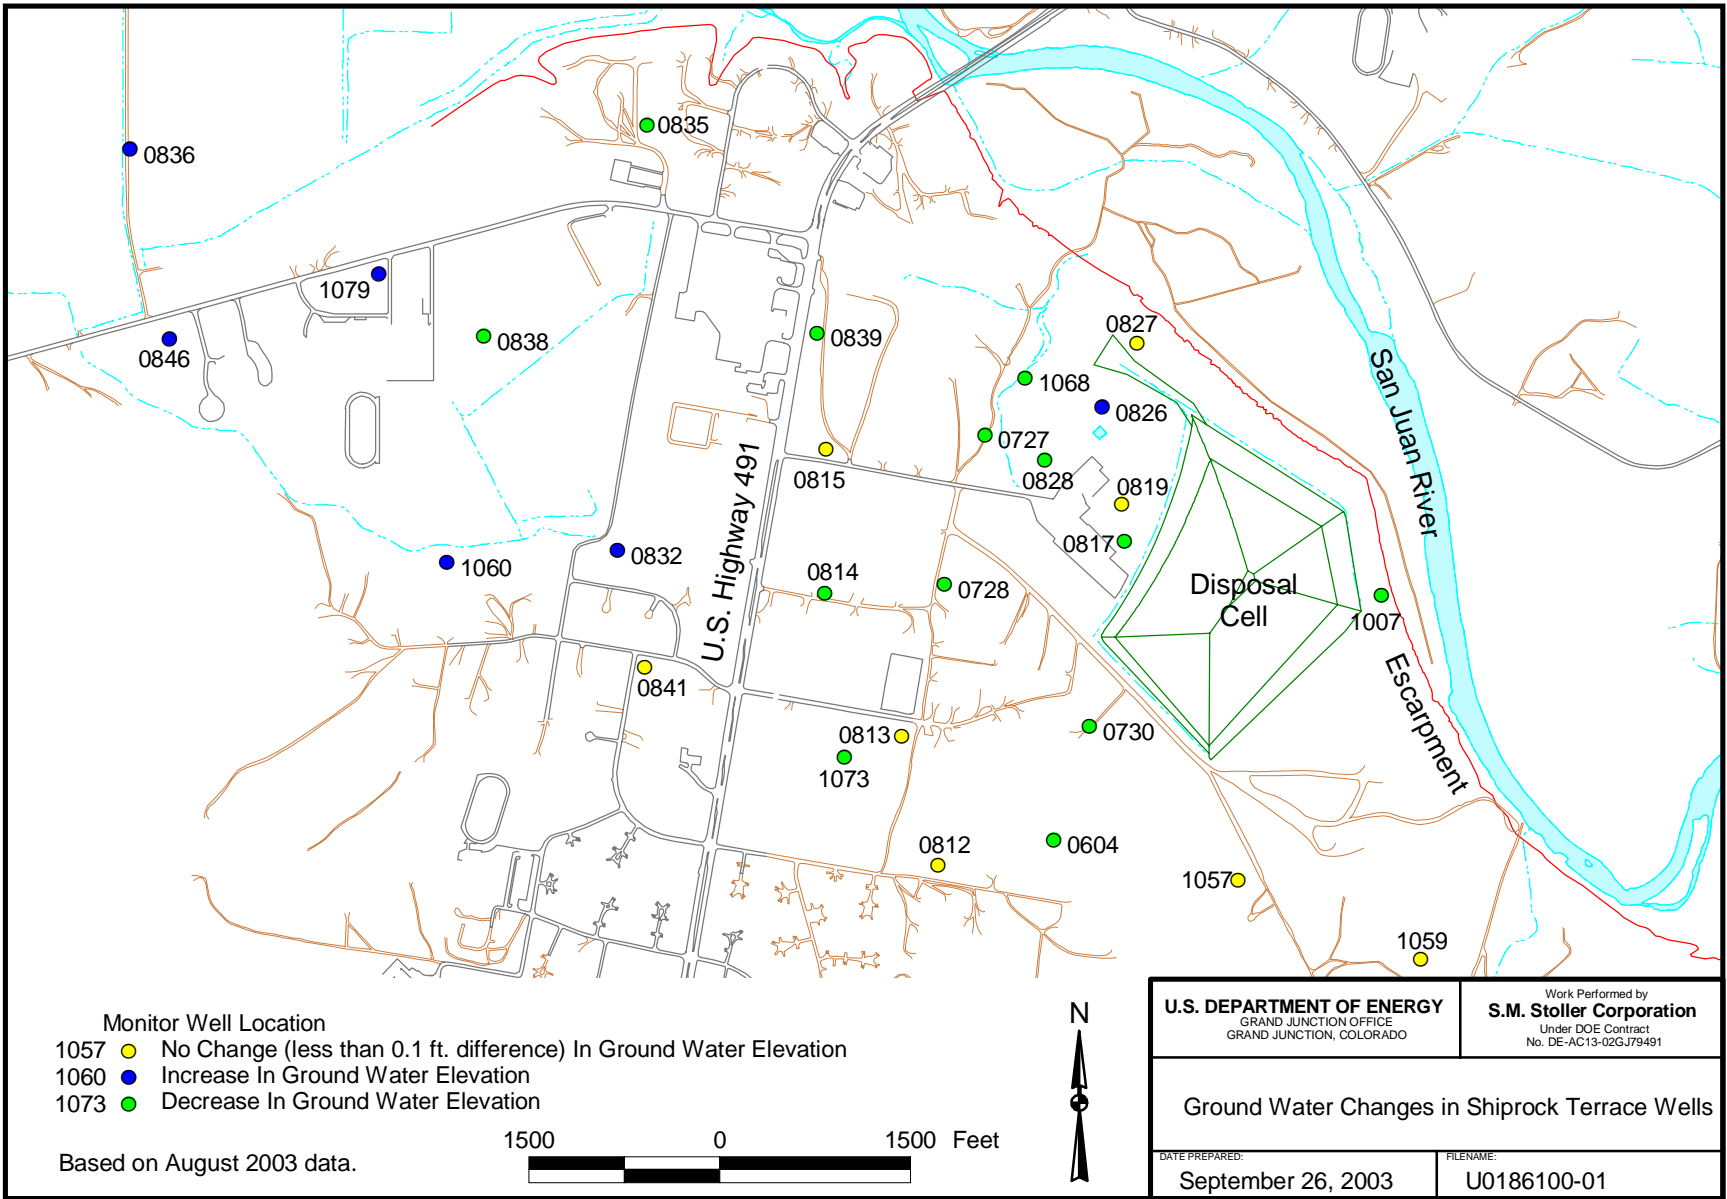 0835
0836
1079
0846
0838
0839
0827
1068
0826
0727
0828
0815
0819
0817
San Juan River
U.S. Highway 491
1060
0832
0814
0728
Disposal
Cell
1007
0841
Escarpment
0813
1073
0730
0812
0604
1057
1059
Monitor Well Location
1057 No Change (less than 0.1 ft. difference) In Ground Water Elevation
1060 Increase In Ground Water Elevation
1073 Decrease In Ground Water Elevation
Based on August 2003 data.
1500 0 1500 Feet
N
U.S. DEPARTMENT OF ENERGY
GRAND JUNCTION OFFICE
GRAND JUNCTION, COLORADO
Work Performed by
S.M. Stoller Corporation
Under DOE Contract
No. DE-AC13-02GJ79491
Ground Water Changes in Shiprock Terrace Wells
DATE PREPARED:
September 26, 2003
FILENAME:
U0186100-01